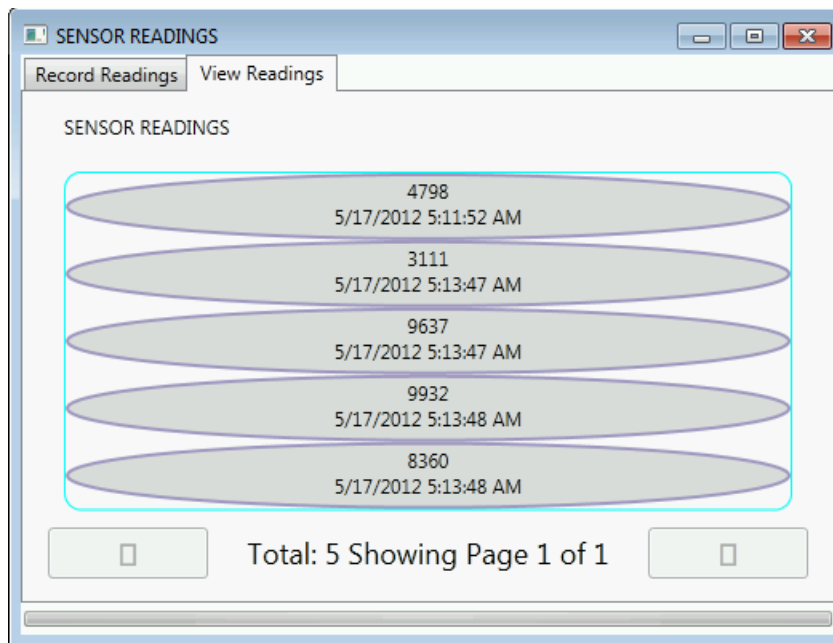 SENSOR READINGS
Record Readings View Readings
SENSOR READINGS
4798
5/17/2012 5:11:52 AM
3111
5/17/2012 5:13:47 AM
9637
5/17/2012 5:13:47 AM
9932
5/17/2012 5:13:48 AM
8360
5/17/2012 5:13:48 AM
Total: 5 Showing Page 1 of 1